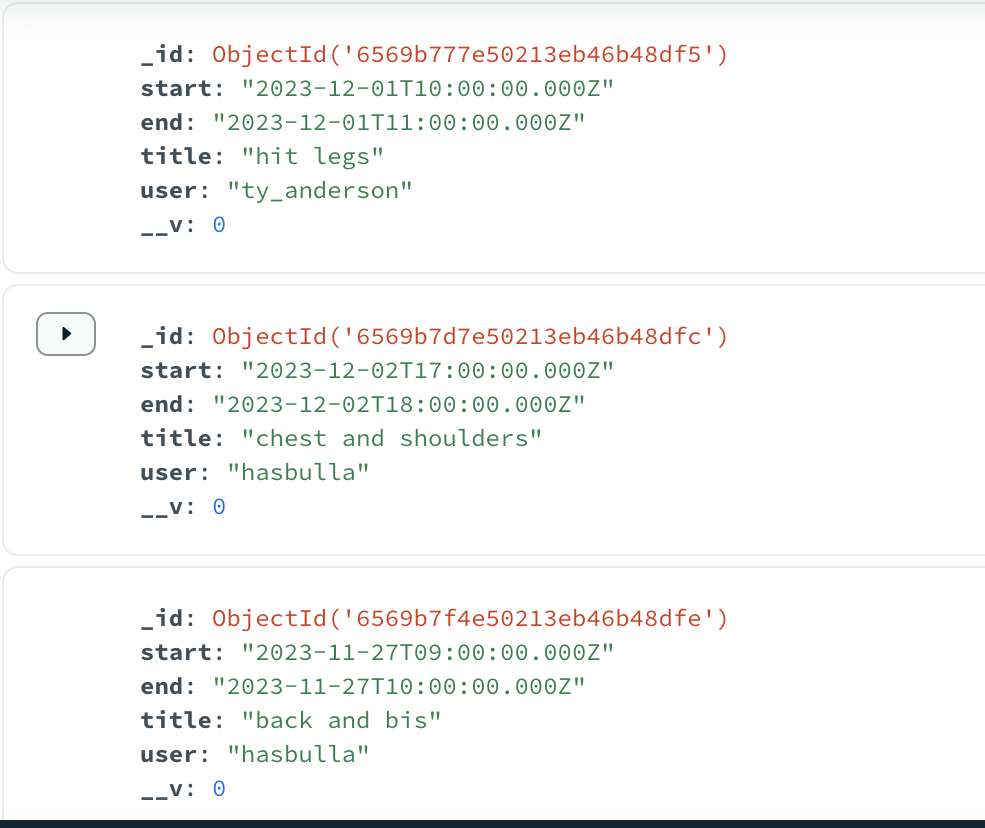 _id: ObjectId('6569b777e50213eb46b48df5')
start: "2023-12-01T10:00:00.000Z"
end: "2023-12-01T11:00:00.000Z"
title: "hit legs"
user: "ty_anderson"
__v: 0
_id: ObjectId('6569b7d7e50213eb46b48dfc')
start: "2023-12-02T17:00:00.000Z"
end: "2023-12-02T18:00:00.000Z"
title: "chest and shoulders"
user: "hasbulla"
__v: 0
_id: ObjectId('6569b7f4e50213eb46b48dfe')
start: "2023-11-27T09:00:00.000Z"
end: "2023-11-27T10:00:00.000Z"
title: "back and bis"
user: "hasbulla"
__v: 0